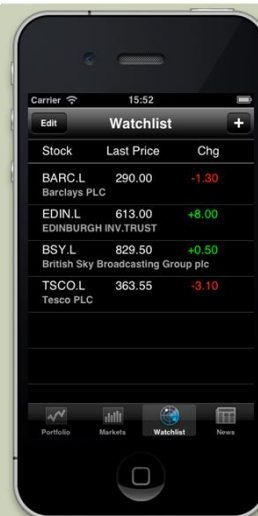 Carrier 15:52
Edit Watchlist +
Stock Last Price Chg
BARC.L 290.00 -1.30
Barclays PLC
EDIN.L 613.00 +8.00
EDINBURGH INV.TRUST
BSY.L 829.50 +0.50
British Sky Broadcasting Group plc
TSCO.L 363.55 -3.10
Tesco PLC
Portfolio Markets Watchlist News